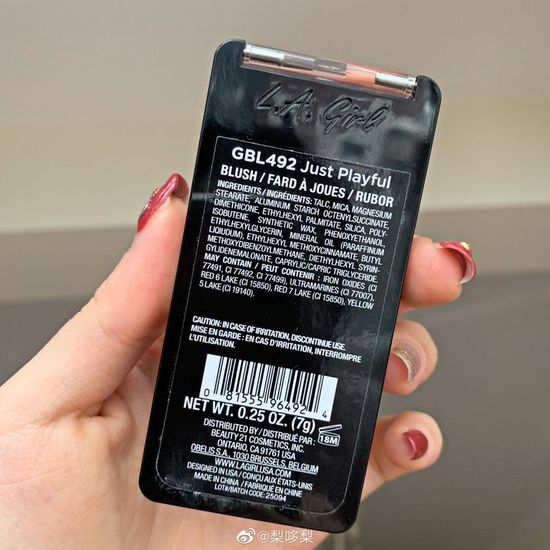 L.A. Girl
GBL492 Just Playful
BLUSH / FARD À JOUES / RUBOR
INGREDIENTS / INGRÉDIENTS: TALC, MICA, MAGNESIUM
STEARATE, ALUMINUM STARCH OCTENYLSUCCINATE,
DIMETHICONE, ETHYLHEXYL PALMITATE, SILICA, POLY-
ISOBUTENE, SYNTHETIC WAX, PHENOXYETHANOL,
ETHYLHEXYLGLYCERIN, MINERAL OIL (PARAFFINUM
LIQUIDUM), ETHYLHEXYL METHOXYCINNAMATE, BUTYL
METHOXYDIBENZOYLMETHANE, DIETHYLHEXYL SYRIN-
GYLIDENEMALONATE, CAPRYLIC/CAPRIC TRIGLYCERIDE
MAY CONTAIN / PEUT CONTENIR : IRON OXIDES (CI
77491, CI 77492, CI 77499), ULTRAMARINES (CI 77007),
RED 6 LAKE (CI 15850), RED 7 LAKE (CI 15850), YELLOW
5 LAKE (CI 19140).
CAUTION: IN CASE OF IRRITATION, DISCONTINUE USE.
MISE EN GARDE : EN CAS D'IRRITATION, INTERROMPRE
L'UTILISATION.
0 81555 96492 4
NET WT. 0.25 OZ. (7g)
18M
DISTRIBUTED BY / DISTRIBUÉ PAR :
BEAUTY 21 COSMETICS, INC.
ONTARIO, CA 91761 USA
OBELIS S.A. 1030 BRUSSELS, BELGIUM
WWW.LAGIRLUSA.COM
DESIGNED IN USA / CONÇU AUX ÉTATS-UNIS
MADE IN CHINA / FABRIQUÉ EN CHINE
LOT#/BATCH CODE: 25094
@梨哆梨